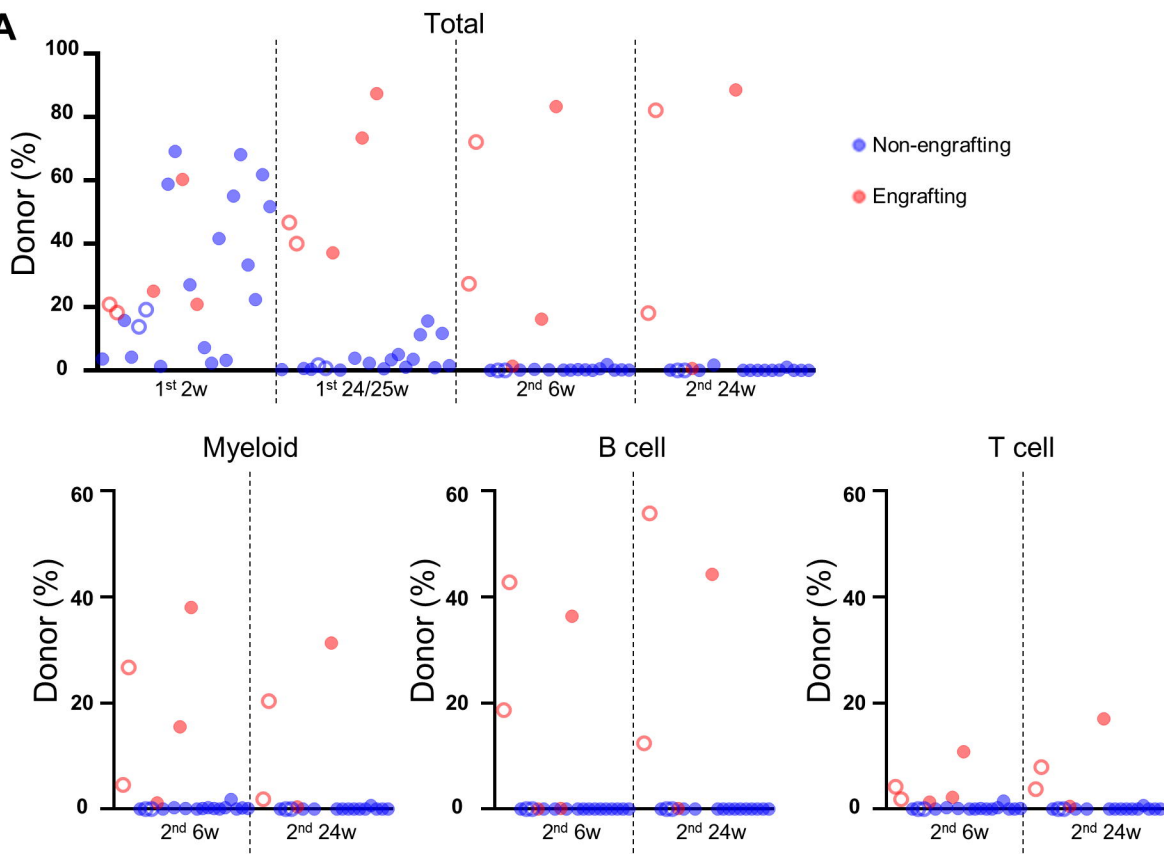 A
Total
Donor (%)
100
80
60
40
20
0
1st 2w
1st 24/25w
2nd 6w
2nd 24w
Non-engrafting
Engrafting
Myeloid
Donor (%)
60
40
20
0
2nd 6w
2nd 24w
B cell
Donor (%)
60
40
20
0
2nd 6w
2nd 24w
T cell
Donor (%)
60
40
20
0
2nd 6w
2nd 24w